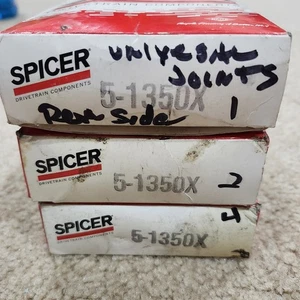 UNIVERSAL
JOINTS
SPICER
DRIVETRAIN COMPONENTS
5-1350X
1
Rear Side
SPICER
DRIVETRAIN COMPONENTS
5-1350X
2
SPICER
DRIVETRAIN COMPONENTS
5-1350X
4